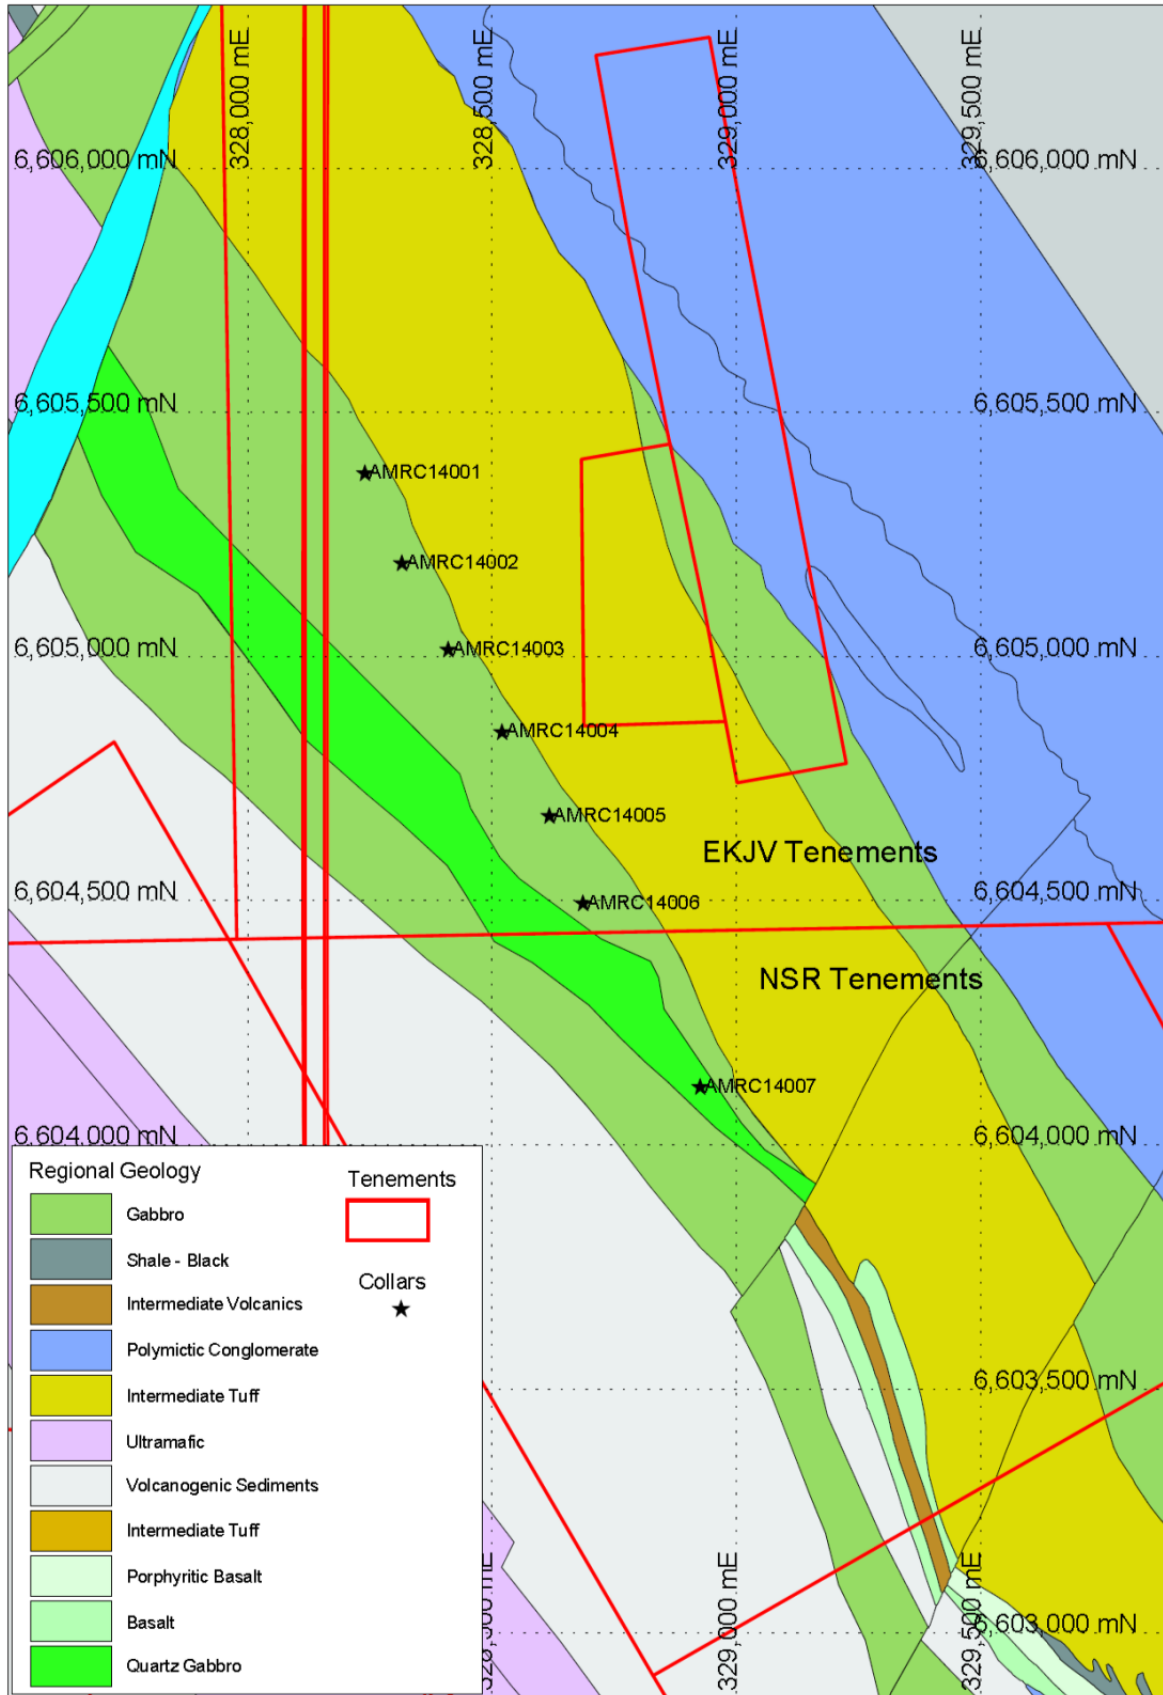 328,000 mE
328,500 mE
329,000 mE
329,500 mE
6,606,000 mN
6,606,000 mN
6,605,500 mN
6,605,500 mN
AMRC14001
AMRC14002
6,605,000 mN
AMRC14003
6,605,000 mN
AMRC14004
AMRC14005
EKJV Tenements
6,604,500 mN
AMRC14006
6,604,500 mN
NSR Tenements
AMRC14007
6,604,000 mN
6,604,000 mN
Regional Geology
Tenements
Gabbro
Shale - Black
Collars
Intermediate Volcanics
Polymictic Conglomerate
Intermediate Tuff
6,603,500 mN
Ultramafic
Volcanogenic Sediments
Intermediate Tuff
Porphyritic Basalt
Basalt
Quartz Gabbro
329,000 mE
329,500 mE
6,603,000 mN